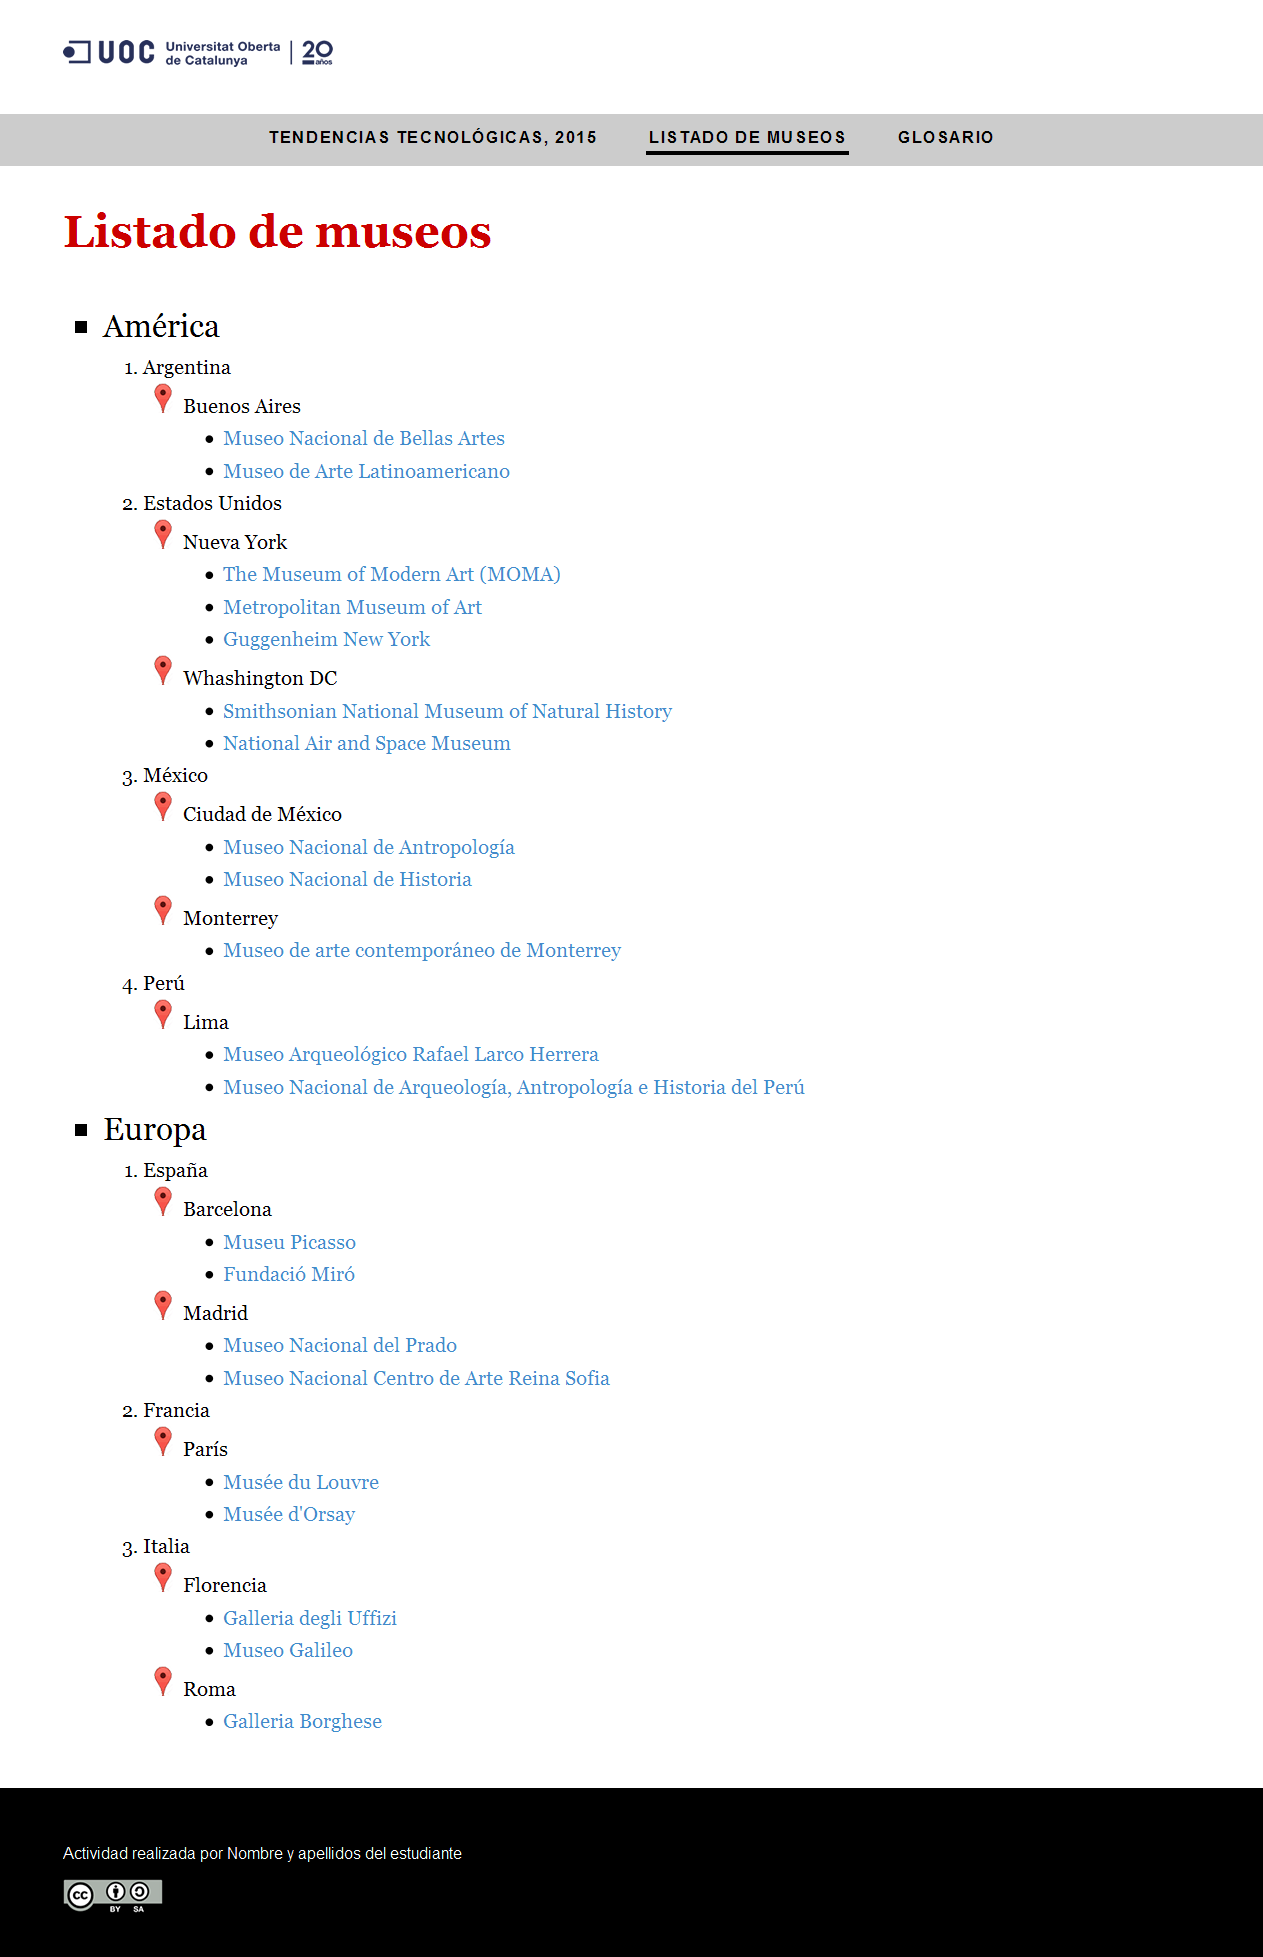 UOC Universitat Oberta
de Catalunya
20
años
TENDENCIAS TECNOLÓGICAS, 2015 LISTADO DE MUSEOS GLOSARIO
Listado de museos
América
1. Argentina
Buenos Aires
Museo Nacional de Bellas Artes
Museo de Arte Latinoamericano
2. Estados Unidos
Nueva York
The Museum of Modern Art (MOMA)
Metropolitan Museum of Art
Guggenheim New York
Whashington DC
Smithsonian National Museum of Natural History
National Air and Space Museum
3. México
Ciudad de México
Museo Nacional de Antropología
Museo Nacional de Historia
Monterrey
Museo de arte contemporáneo de Monterrey
4. Perú
Lima
Museo Arqueológico Rafael Larco Herrera
Museo Nacional de Arqueología, Antropología e Historia del Perú
Europa
1. España
Barcelona
Museu Picasso
Fundació Miró
Madrid
Museo Nacional del Prado
Museo Nacional Centro de Arte Reina Sofia
2. Francia
París
Musée du Louvre
Musée d'Orsay
3. Italia
Florencia
Galleria degli Uffizi
Museo Galileo
Roma
Galleria Borghese
Actividad realizada por Nombre y apellidos del estudiante
cc
BY SA